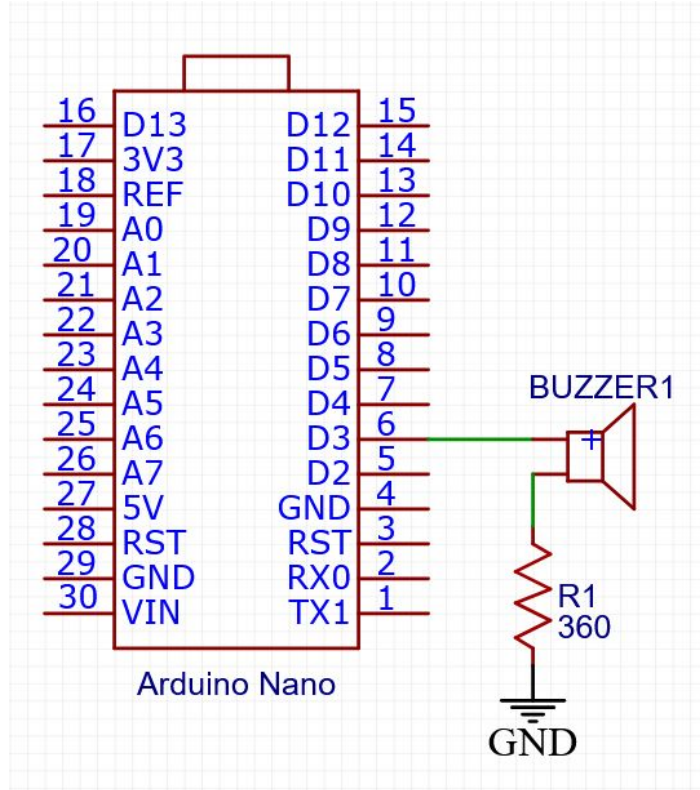 16 D13 D12 15
17 3V3 D11 14
18 REF D10 13
19 A0 D9 12
20 A1 D8 11
21 A2 D7 10
22 A3 D6 9
23 A4 D5 8
24 A5 D4 7
25 A6 D3 6
26 A7 D2 5
27 5V GND 4
28 RST RST 3
29 GND RX0 2
30 VIN TX1 1
Arduino Nano
BUZZER1
+
R1
360
GND